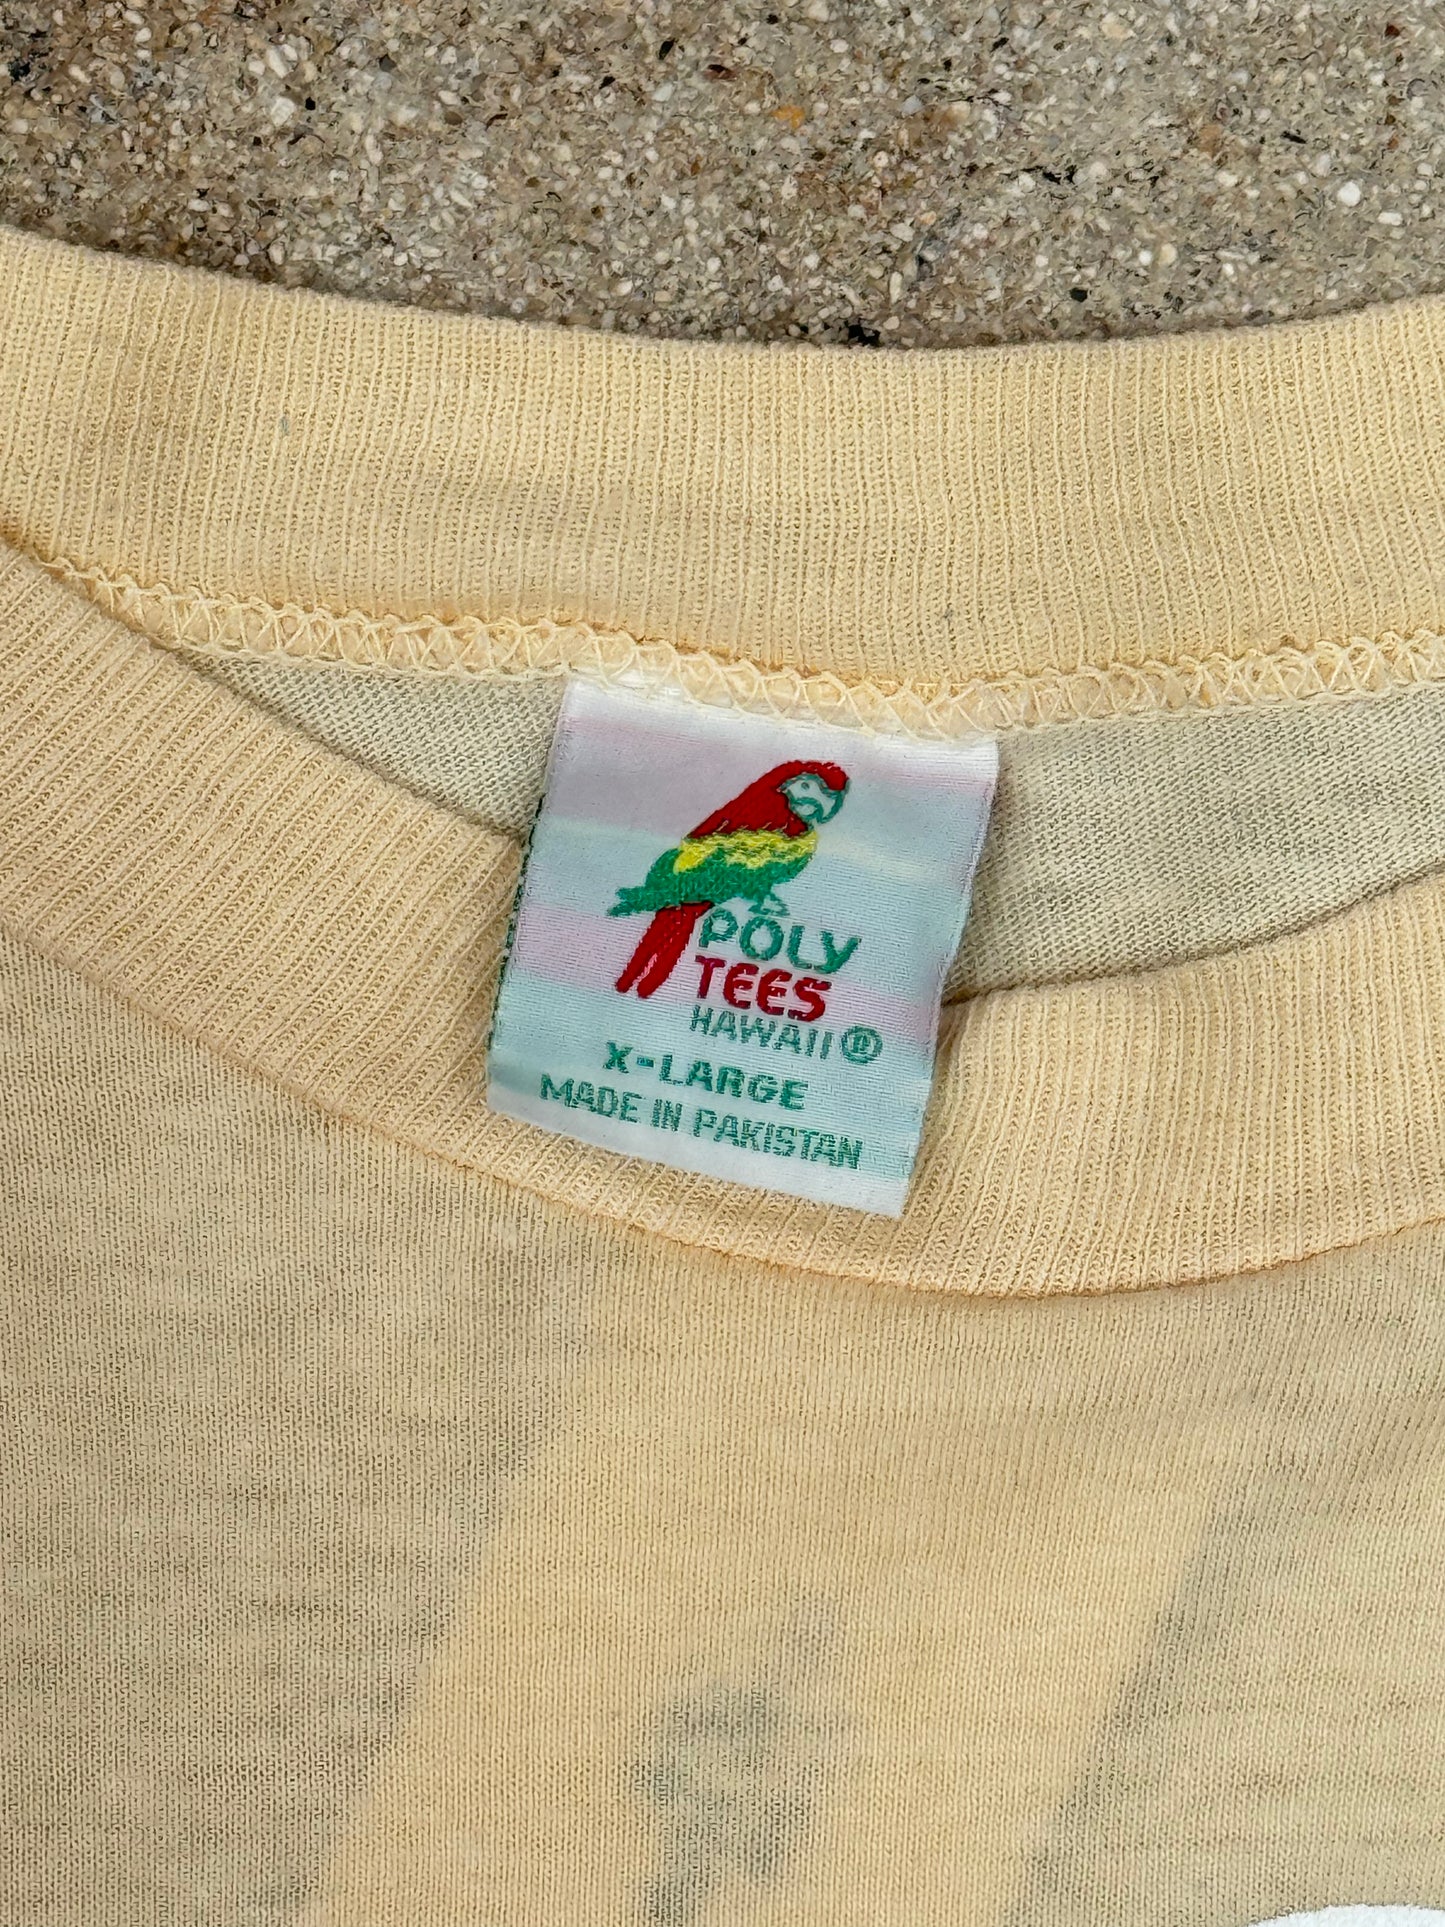 POLY
TEES
HAWAII®
X-LARGE
MADE IN PAKISTAN